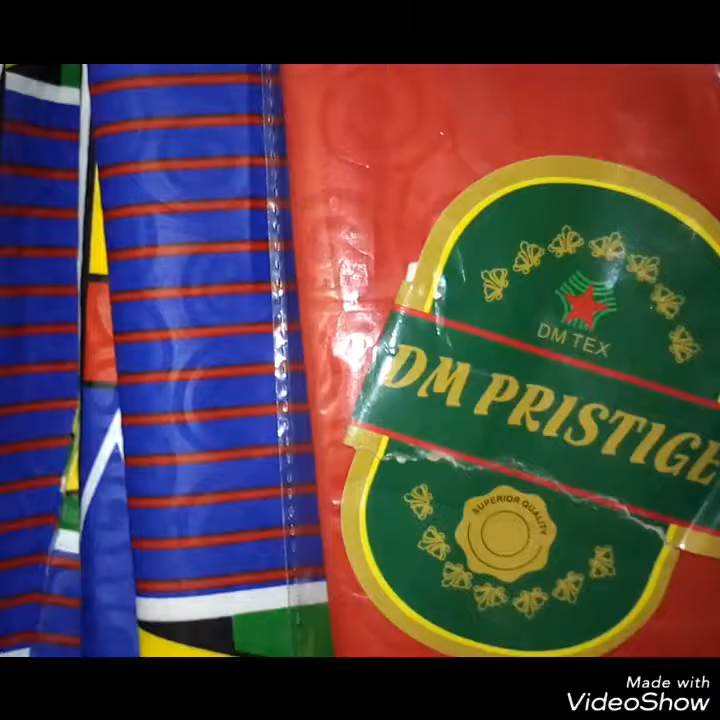 DM TEX
DM PRISTIGE
SUPERIOR QUALITY
Made with
VideoShow